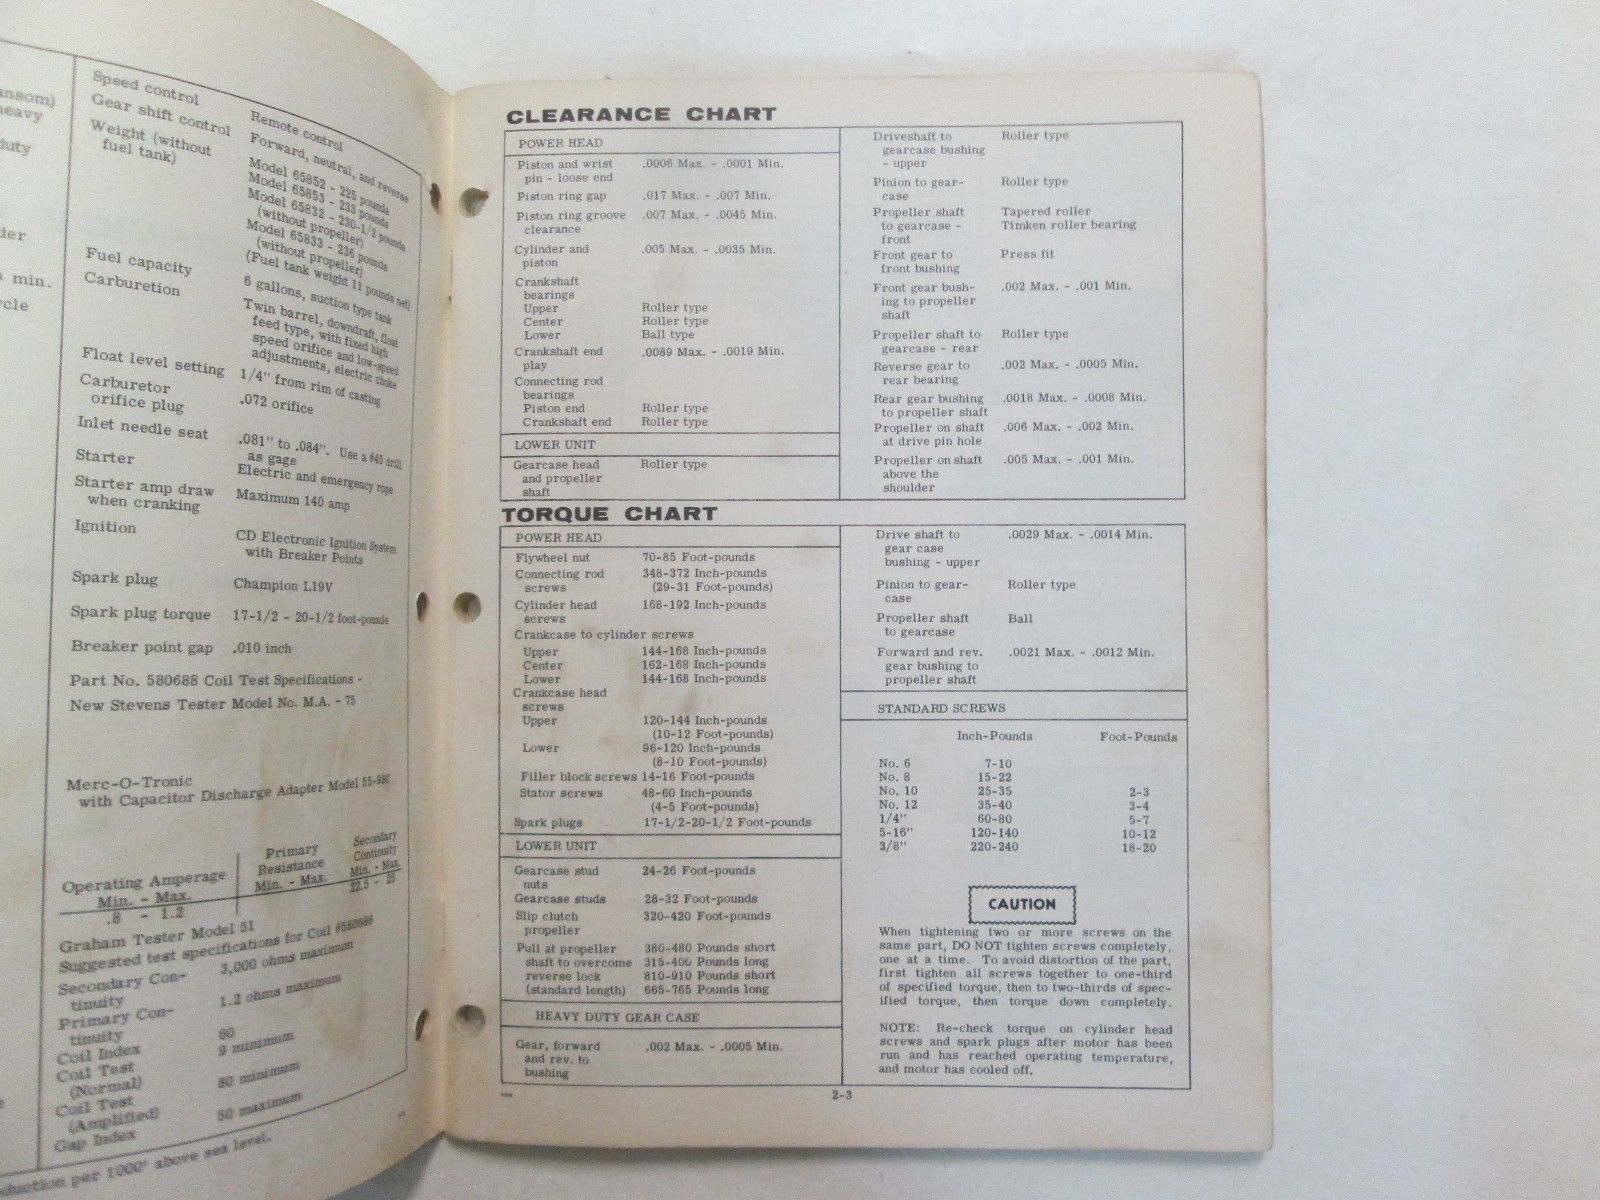 ansom)
heavy
duty
der
min.
cycle
Speed control
Remote control
Gear shift control
Forward, neutral, and reverse
Weight (without
fuel tank)
Model 65852 - 225 pounds
Model 65853 - 233 pounds
Model 65832 - 230-1/2 pounds
(without propeller)
Model 65833 - 236 pounds
(without propeller)
(Fuel tank weight 11 pounds net)
Fuel capacity
6 gallons, suction type tank
Carburetion
Twin barrel, downdraft, float
feed type, with fixed high
speed orifice and low-speed
adjustments, electric choke
Float level setting
1/4" from rim of casting
Carburetor
orifice plug
.072 orifice
Inlet needle seat
.081" to .084". Use a #45 drill
as gage
Starter
Electric and emergency rope
Starter amp draw
when cranking
Maximum 140 amp
Ignition
CD Electronic Ignition System
with Breaker Points
Spark plug
Champion L19V
Spark plug torque
17-1/2 - 20-1/2 foot-pounds
Breaker point gap
.010 inch
Part No. 580688 Coil Test Specifications -
New Stevens Tester Model No. M.A. - 75
Merc-O-Tronic
with Capacitor Discharge Adapter Model 55-980
Operating Amperage
Min. - Max.
.8 - 1.2
Primary
Resistance
Min. - Max.
Secondary
Continuity
Min. - Max.
22.5 - 25
Graham Tester Model 51
Suggested test specifications for Coil #580688
Secondary Con-
tinuity
3,000 ohms maximum
Primary Con-
tinuity
1.2 ohms maximum
Coil Index
60
Coil Test
(Normal)
9 minimum
Coil Test
(Amplified)
80 minimum
Gap Index
50 maximum
duction per 1000' above sea level.
CLEARANCE CHART
POWER HEAD
Piston and wrist .0006 Max. - .0001 Min.
pin - loose end
Piston ring gap .017 Max. - .007 Min.
Piston ring groove .007 Max. - .0045 Min.
clearance
Cylinder and .005 Max. - .0035 Min.
piston
Crankshaft
bearings
Upper Roller type
Center Roller type
Lower Ball type
Crankshaft end .0089 Max. - .0019 Min.
play
Connecting rod
bearings
Piston end Roller type
Crankshaft end Roller type
LOWER UNIT
Gearcase head Roller type
and propeller
shaft
Driveshaft to Roller type
gearcase bushing
- upper
Pinion to gear- Roller type
case
Propeller shaft Tapered roller
to gearcase - Timken roller bearing
front
Front gear to Press fit
front bushing
Front gear bush- .002 Max. - .001 Min.
ing to propeller
shaft
Propeller shaft to Roller type
gearcase - rear
Reverse gear to .002 Max. - .0005 Min.
rear bearing
Rear gear bushing .0018 Max. - .0008 Min.
to propeller shaft
Propeller on shaft .006 Max. - .002 Min.
at drive pin hole
Propeller on shaft .005 Max. - .001 Min.
above the
shoulder
TORQUE CHART
POWER HEAD
Flywheel nut 70-85 Foot-pounds
Connecting rod 348-372 Inch-pounds
screws (29-31 Foot-pounds)
Cylinder head 168-192 Inch-pounds
screws
Crankcase to cylinder screws
Upper 144-168 Inch-pounds
Center 162-168 Inch-pounds
Lower 144-168 Inch-pounds
Crankcase head
screws
Upper 120-144 Inch-pounds
(10-12 Foot-pounds)
Lower 96-120 Inch-pounds
(8-10 Foot-pounds)
Filler block screws 14-16 Foot-pounds
Stator screws 48-60 Inch-pounds
(4-5 Foot-pounds)
Spark plugs 17-1/2-20-1/2 Foot-pounds
LOWER UNIT
Gearcase stud 24-26 Foot-pounds
nuts
Gearcase studs 28-32 Foot-pounds
Slip clutch 320-420 Foot-pounds
propeller
Pull at propeller 380-480 Pounds short
shaft to overcome 315-400 Pounds long
reverse lock 810-910 Pounds short
(standard length) 665-765 Pounds long
HEAVY DUTY GEAR CASE
Gear, forward .002 Max. - .0005 Min.
and rev. to
bushing
Drive shaft to .0029 Max. - .0014 Min.
gear case
bushing - upper
Pinion to gear- Roller type
case
Propeller shaft Ball
to gearcase
Forward and rev. .0021 Max. - .0012 Min.
gear bushing to
propeller shaft
STANDARD SCREWS
Inch-Pounds Foot-Pounds
No. 6 7-10
No. 8 15-22
No. 10 25-35 2-3
No. 12 35-40 3-4
1/4" 60-80 5-7
5-16" 120-140 10-12
3/8" 220-240 18-20
CAUTION
When tightening two or more screws on the
same part, DO NOT tighten screws completely,
one at a time. To avoid distortion of the part,
first tighten all screws together to one-third
of specified torque, then to two-thirds of spec-
ified torque, then torque down completely.
NOTE: Re-check torque on cylinder head
screws and spark plugs after motor has been
run and has reached operating temperature,
and motor has cooled off.
2-3